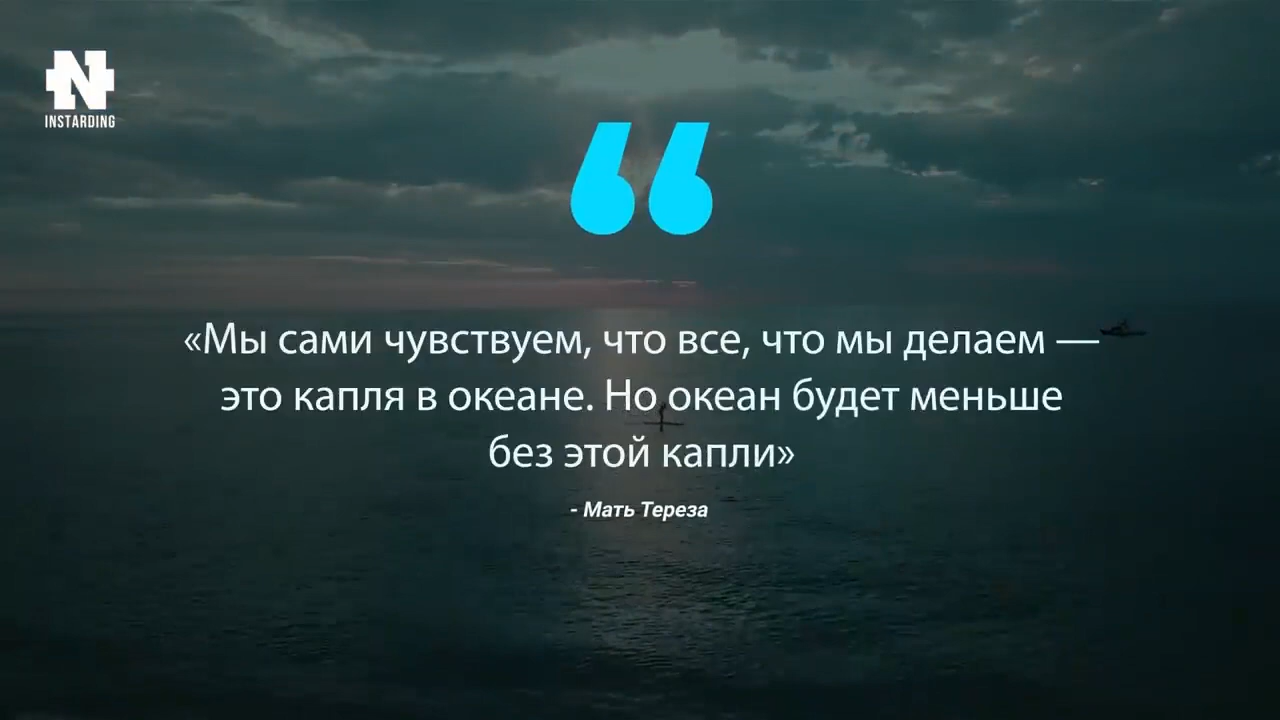 INSTARDING
«Мы сами чувствуем, что все, что мы делаем —
это капля в океане. Но океан будет меньше
без этой капли»
- Мать Тереза